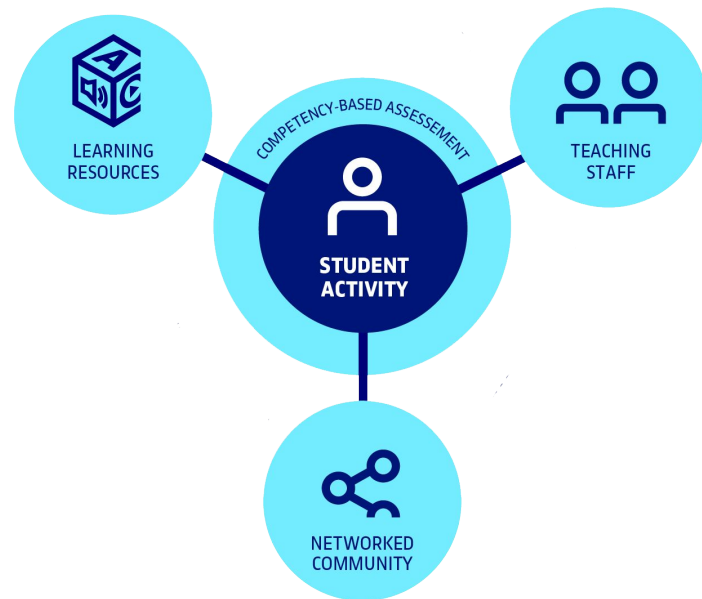 LEARNING
RESOURCES
COMPETENCY-BASED ASSESSEMENT
TEACHING
STAFF
STUDENT
ACTIVITY
NETWORKED
COMMUNITY